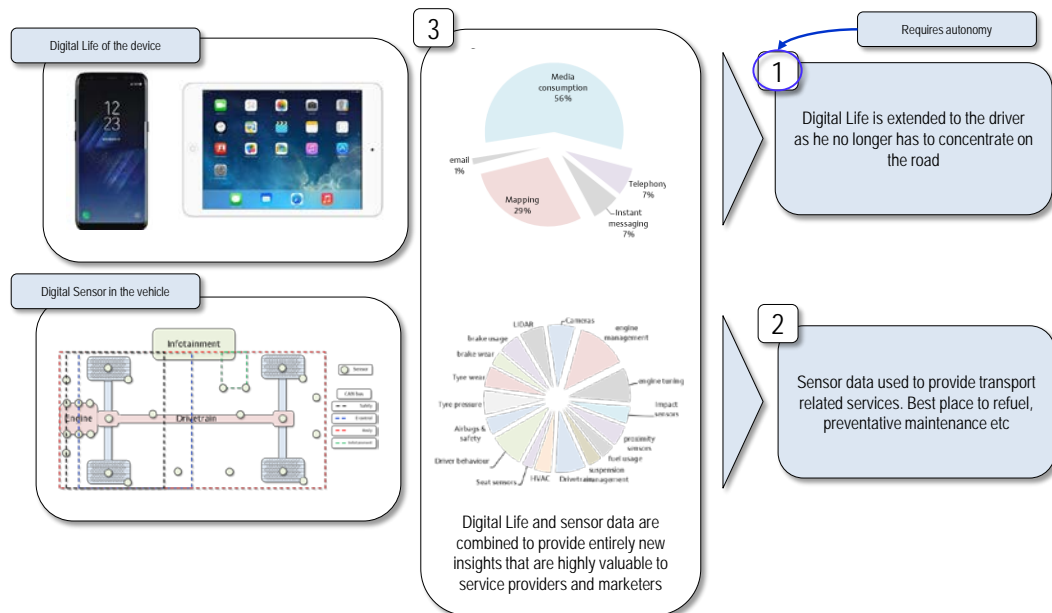 Digital Life of the device
12
23
Digital Sensor in the vehicle
Infotainment
Engine
Drivetrain
Sensor
CAN bus
Safety
Body
3
Media
consumption
56%
email
1%
Mapping
29%
Telephony
7%
Instant
messaging
7%
LIDAR
Cameras
engine
management
brake usage
brake wear
Tyre wear
engine tuning
Tyre pressure
Impact
sensors
Airbags &
safety
proximity
sensors
Driver behaviour
fuel usage
suspension
management
Seat sensors
HVAC
Drivetrain
Digital Life and sensor data are
combined to provide entirely new
insights that are highly valuable to
service providers and marketers
Requires autonomy
1
Digital Life is extended to the driver
as he no longer has to concentrate on
the road
2
Sensor data used to provide transport
related services. Best place to refuel,
preventative maintenance etc